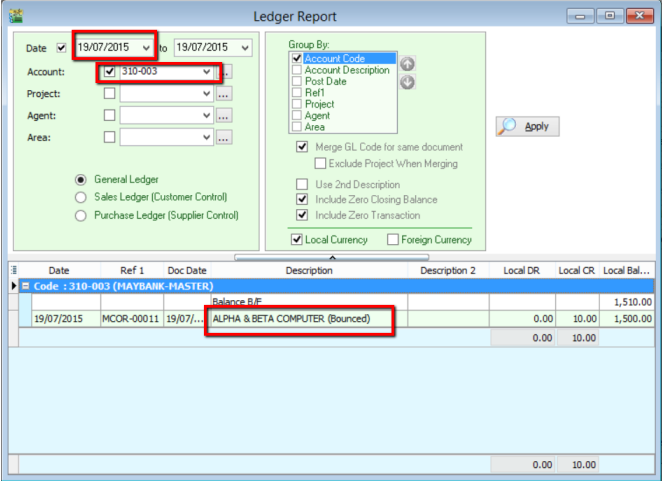 Ledger Report
Date 19/07/2015 to 19/07/2015
Account: 310-003 ...
Project: ...
Agent: ...
Area: ...
General Ledger
Sales Ledger (Customer Control)
Purchase Ledger (Supplier Control)
Group By:
Account Code
Account Description
Post Date
Ref1
Project
Agent
Area
Merge GL Code for same document
Exclude Project When Merging
Use 2nd Description
Include Zero Closing Balance
Include Zero Transaction
Local Currency Foreign Currency
Apply
Date Ref 1 Doc Date Description Description 2 Local DR Local CR Local Bal...
Code : 310-003 (MAYBANK-MASTER)
Balance B/F 1,510.00
19/07/2015 MCOR-00011 19/07/... ALPHA & BETA COMPUTER (Bounced) 0.00 10.00 1,500.00
0.00 10.00
0.00 10.00